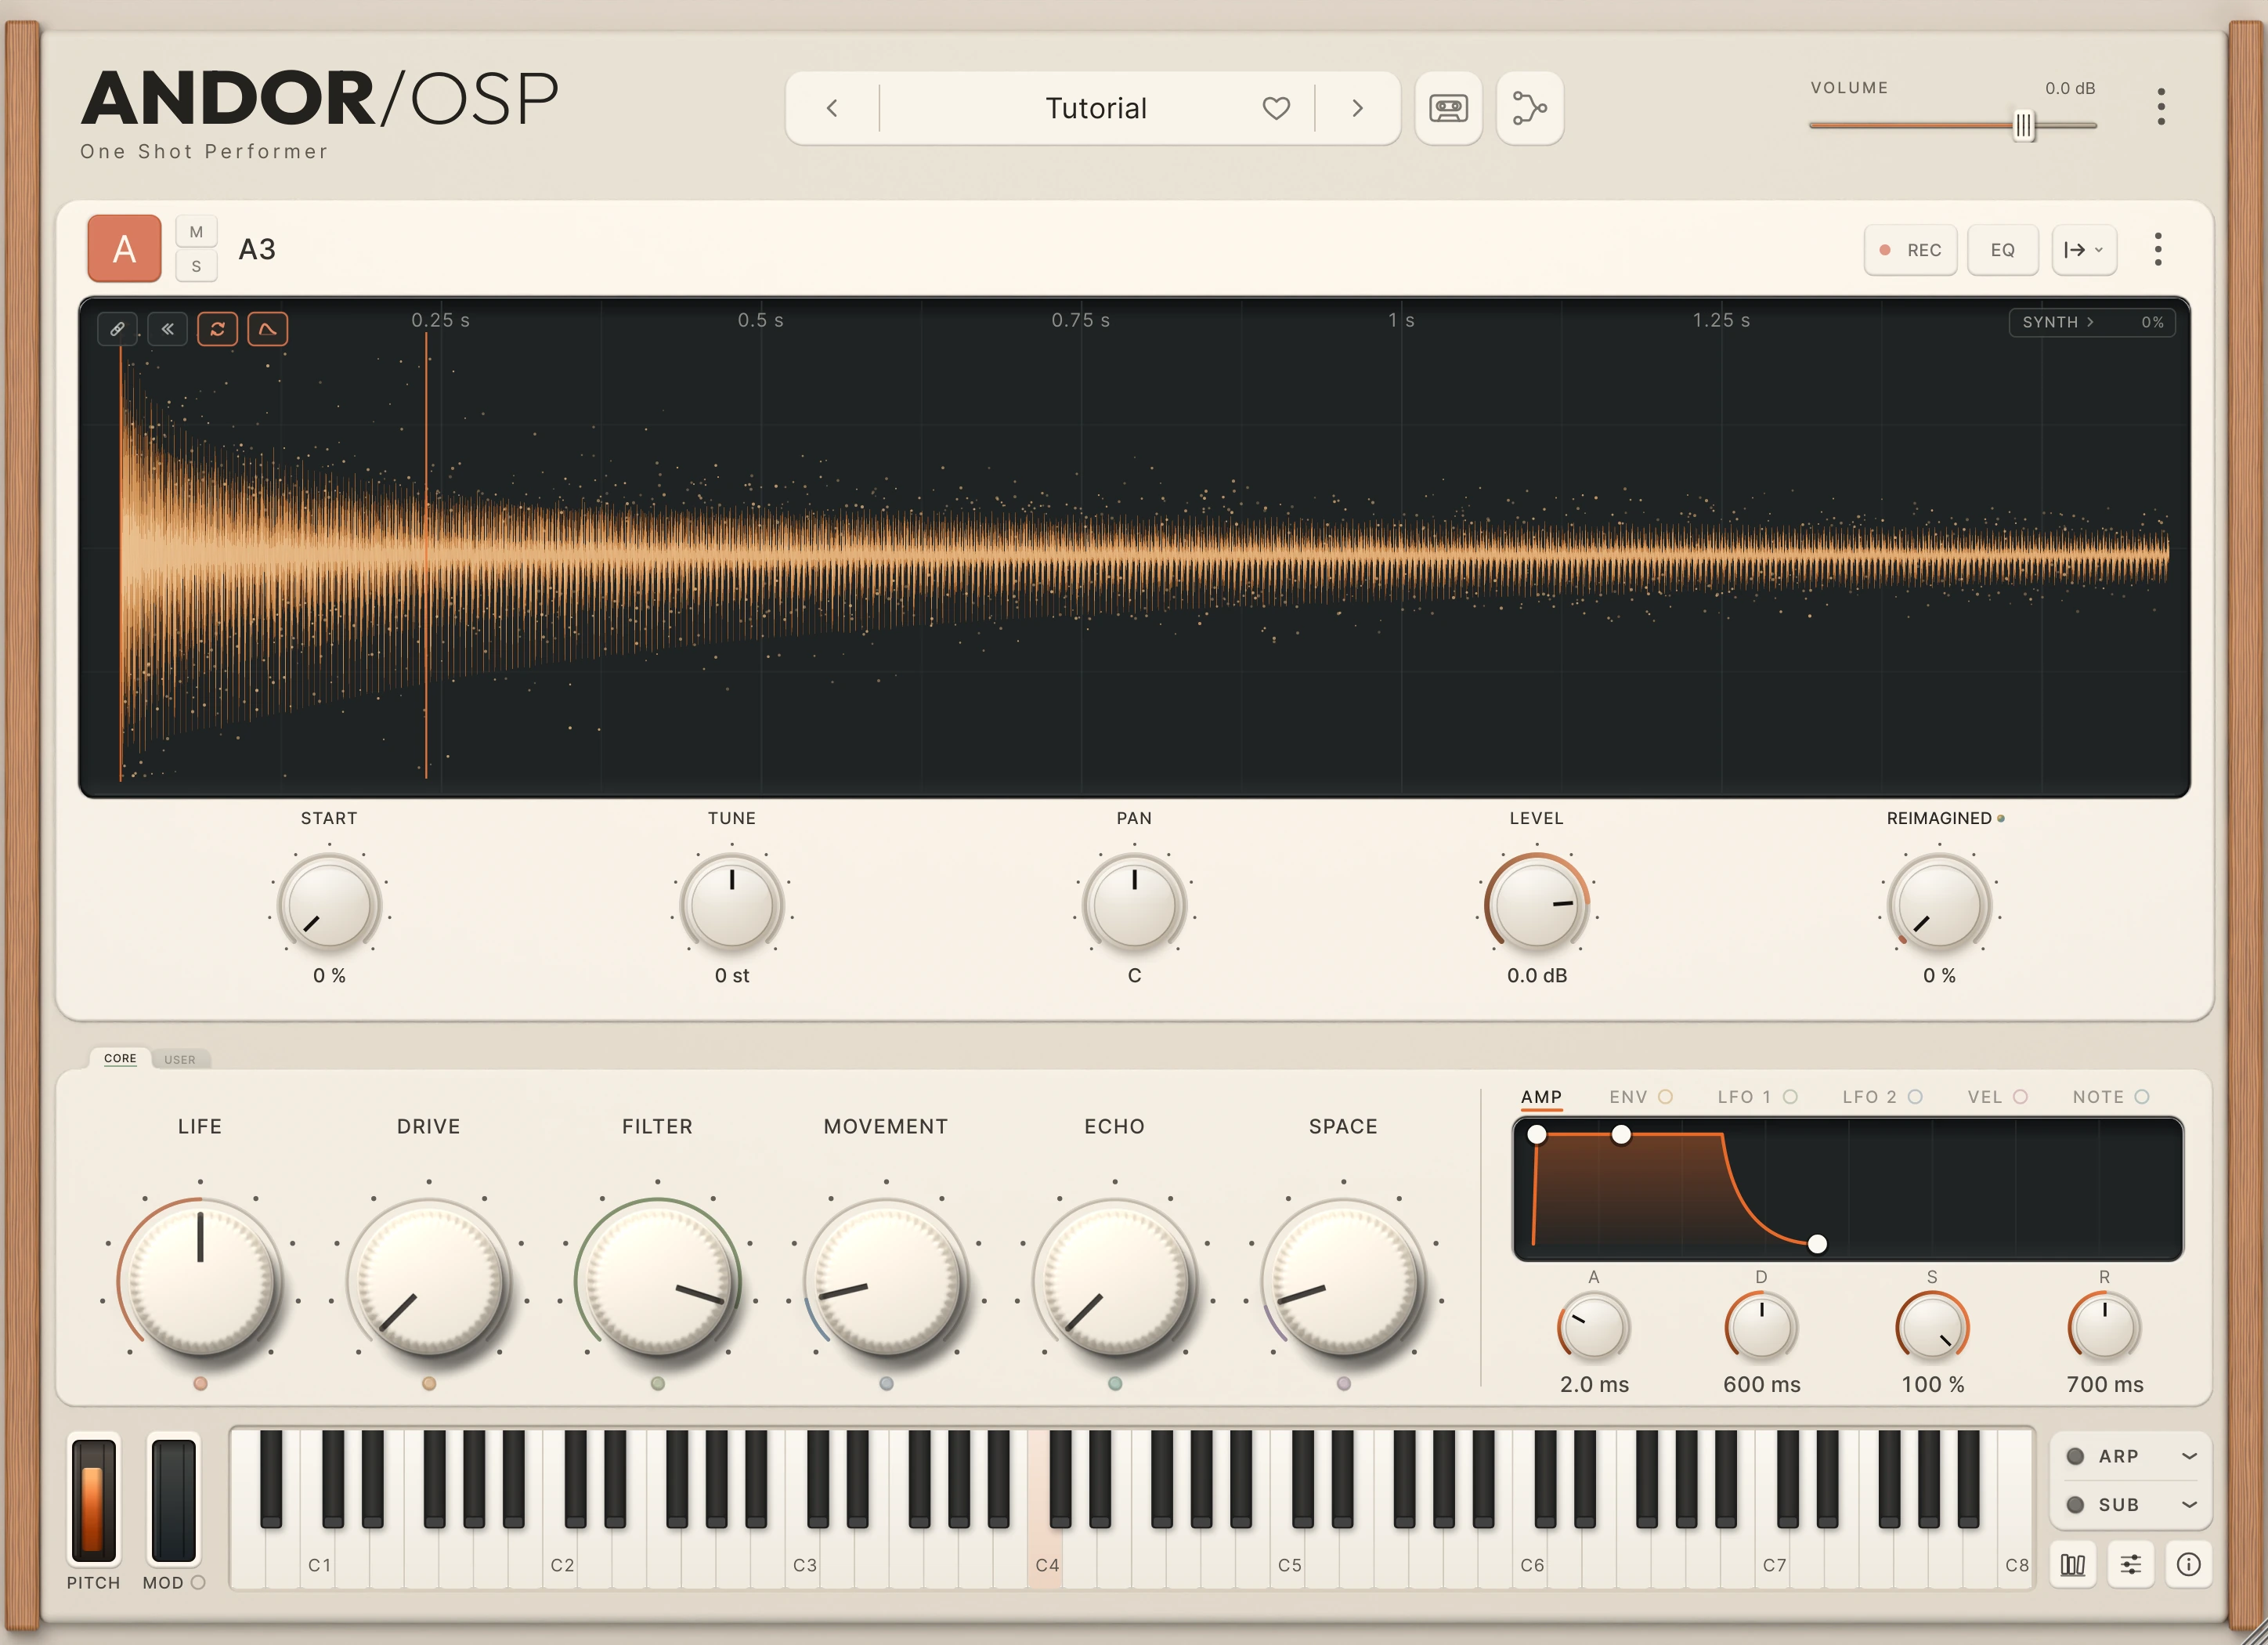 ANDOR/OSP
One Shot Performer
Tutorial
VOLUME 0.0 dB
A M S A3
REC EQ
0.25 s 0.5 s 0.75 s 1 s 1.25 s SYNTH 0%
START TUNE PAN LEVEL REIMAGINED
0 % 0 st C 0.0 dB 0 %
CORE USER
LIFE DRIVE FILTER MOVEMENT ECHO SPACE
AMP ENV LFO 1 LFO 2 VEL NOTE
A D S R
2.0 ms 600 ms 100 % 700 ms
PITCH MOD
C1 C2 C3 C4 C5 C6 C7 C8
ARP
SUB